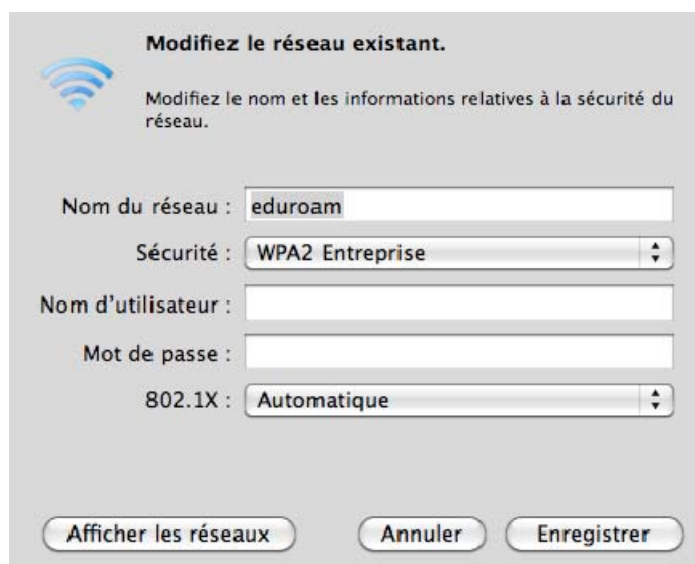 Modifiez le réseau existant.
Modifiez le nom et les informations relatives à la sécurité du
réseau.
Nom du réseau : eduroam
Sécurité : WPA2 Entreprise
Nom d'utilisateur :
Mot de passe :
802.1X : Automatique
Afficher les réseaux Annuler Enregistrer